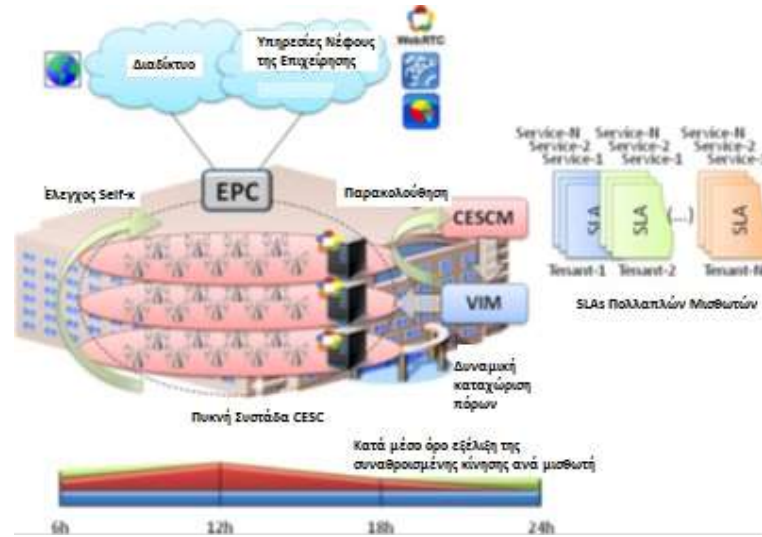 Διαδίκτυο
Υπηρεσίες Νέφους
της Επιχείρησης
WebRTC
Έλεγχος Self-x
EPC
Παρακολούθηση
CESCM
VIM
Service-N Service-N Service-N
Service-2 Service-2 Service-2
Service-1 Service-1 Service-1
SLA SLA (...) SLA
Tenant-1 Tenant-2 Tenant-N
SLAs Πολλαπλών Μισθωτών
Δυναμική
καταχώριση
πόρων
Πυκνή Συστάδα CESC
Κατά μέσο όρο εξέλιξη της
συναθροισμένης κίνησης ανά μισθωτή
6h 12h 18h 24h